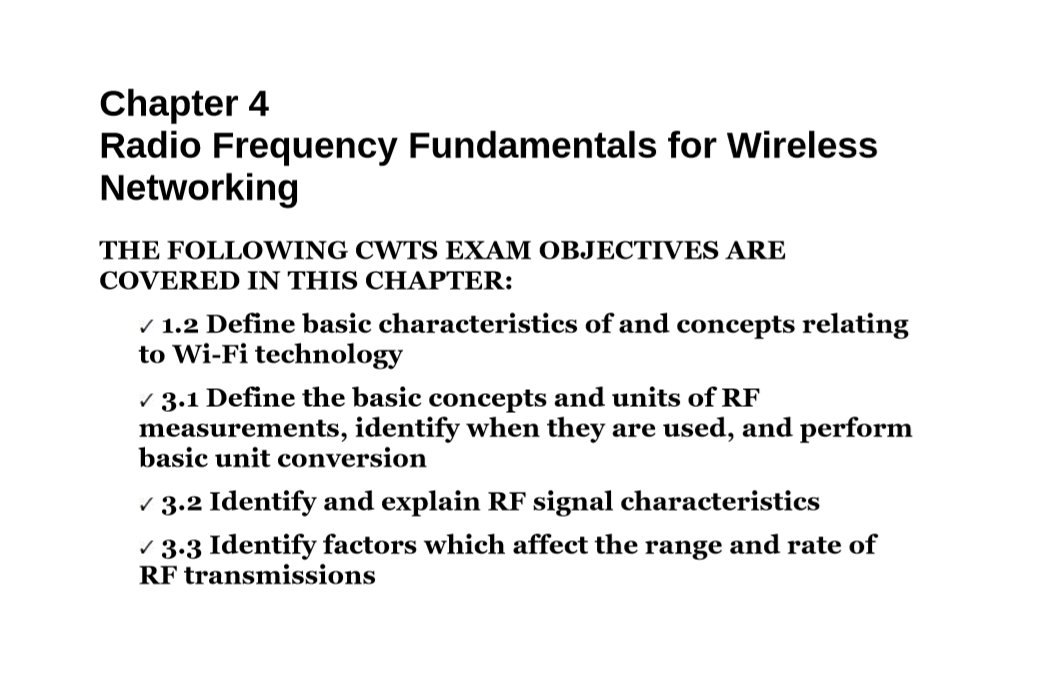 Chapter 4
Radio Frequency Fundamentals for Wireless
Networking
THE FOLLOWING CWTS EXAM OBJECTIVES ARE
COVERED IN THIS CHAPTER:
✓ 1.2 Define basic characteristics of and concepts relating
to Wi-Fi technology
✓ 3.1 Define the basic concepts and units of RF
measurements, identify when they are used, and perform
basic unit conversion
✓ 3.2 Identify and explain RF signal characteristics
✓ 3.3 Identify factors which affect the range and rate of
RF transmissions